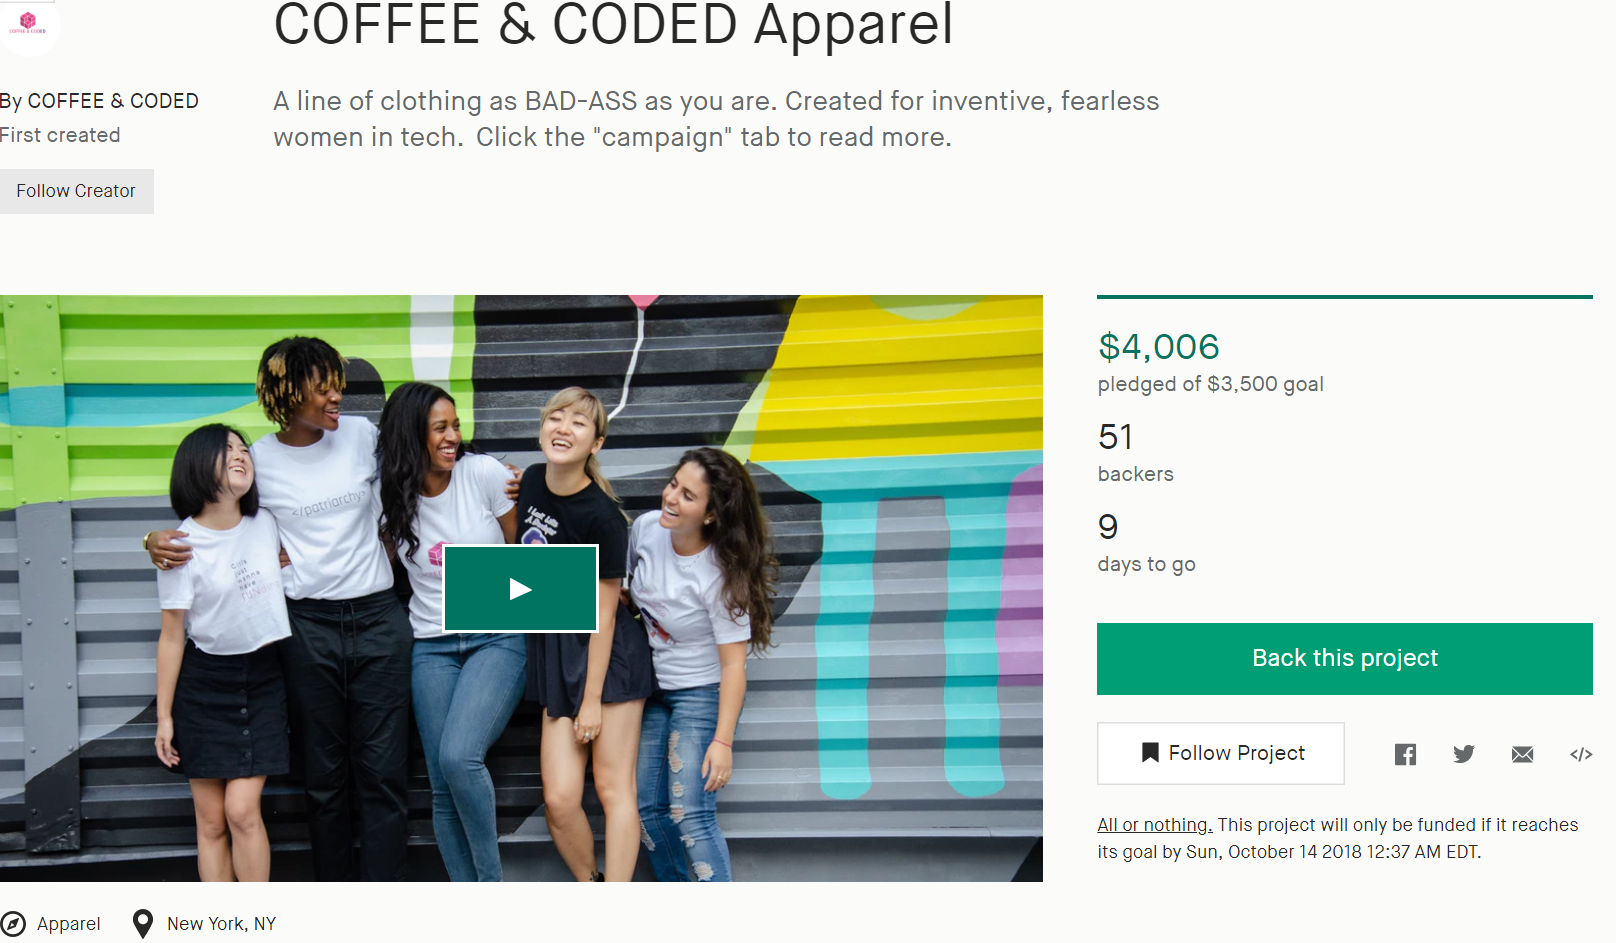 COFFEE & CODED
COFFEE & CODED Apparel
By COFFEE & CODED
First created
Follow Creator
A line of clothing as BAD-ASS as you are. Created for inventive, fearless
women in tech. Click the "campaign" tab to read more.
</patriarchy>
Girls
just
wanna
have
I Look Like
A
$4,006
pledged of $3,500 goal
51
backers
9
days to go
Back this project
Follow Project
</>
All or nothing. This project will only be funded if it reaches
its goal by Sun, October 14 2018 12:37 AM EDT.
Apparel
New York, NY